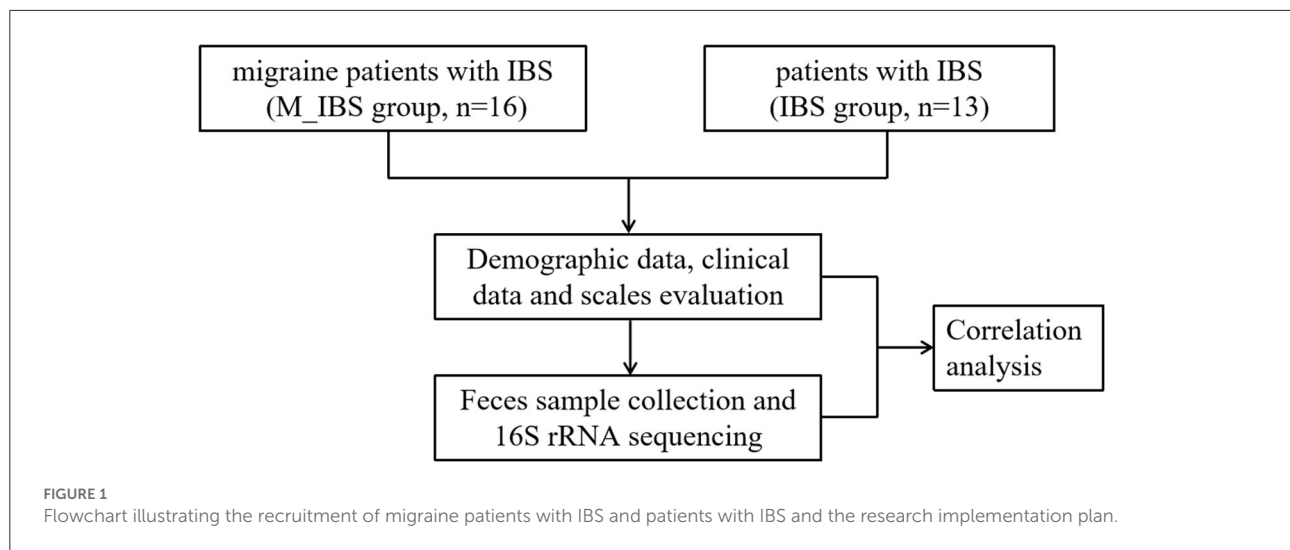 migraine patients with IBS
(M_IBS group, n=16)
patients with IBS
(IBS group, n=13)
Demographic data, clinical
data and scales evaluation
Correlation
analysis
Feces sample collection and
16S rRNA sequencing
FIGURE 1
Flowchart illustrating the recruitment of migraine patients with IBS and patients with IBS and the research implementation plan.